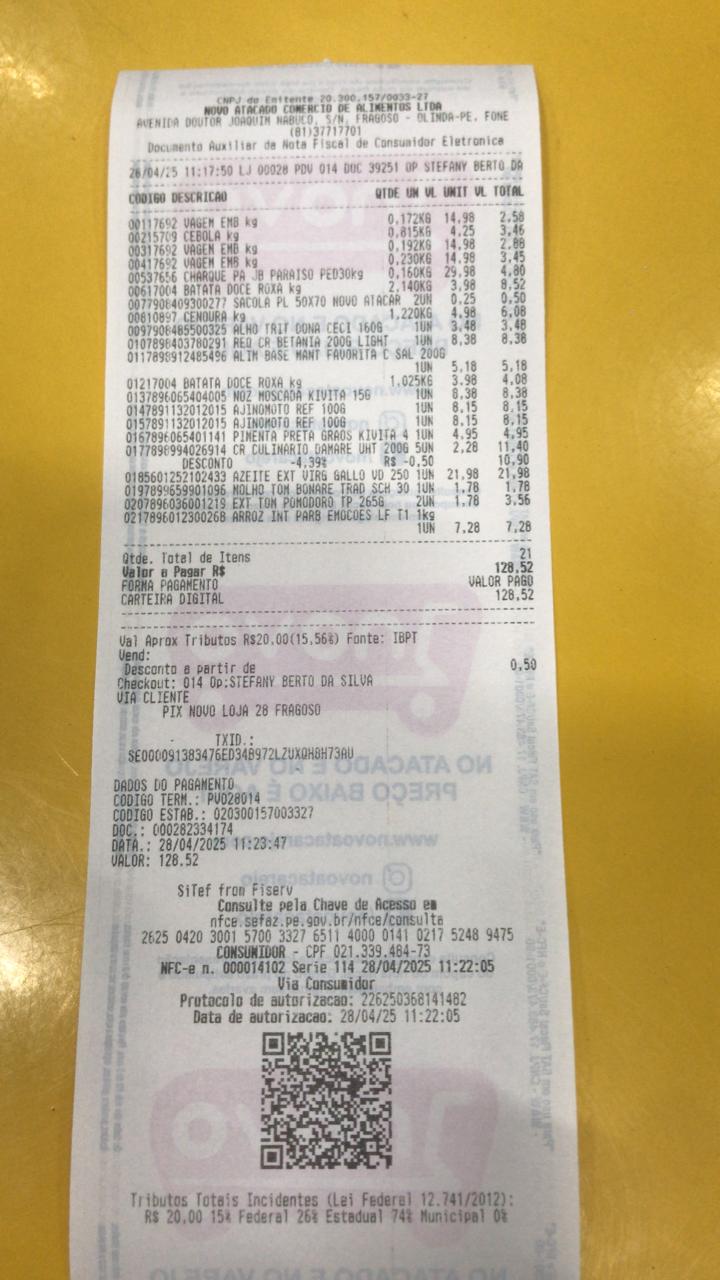 CNPJ do Emitente 20.300.157/0033-27
NOVO ATACADO COMERCIO DE ALIMENTOS LTDA
AVENIDA DOUTOR JOAQUIM NABUCO, S/N, FRAGOSO - OLINDA-PE, FONE
(81)37717701
Documento Auxiliar da Nota Fiscal de Consumidor Eletronica
28/04/25 11:17:50 LJ 00028 PDV 014 DOC 39251 OP STEFANY BERTO DA
CODIGO DESCRICAO QTDE UN VL UNIT VL TOTAL
00117692 VAGEM EMB kg 0,172KG 14,98 2,58
00215709 CEBOLA kg 0,815KG 4,25 3,46
00317692 VAGEM EMB kg 0,192KG 14,98 2,88
00417692 VAGEM EMB kg 0,230KG 14,98 3,45
00537656 CHARQUE PA JB PARAISO PED30kg 0,160KG 29,98 4,80
00617004 BATATA DOCE ROXA kg 2,140KG 3,98 8,52
0077908409300277 SACOLA PL 50X70 NOVO ATACAR 2UN 0,25 0,50
00810897 CENOURA kg 1,220KG 4,98 6,08
0097908485500325 ALHO TRIT DONA CECI 160G 1UN 3,48 3,48
0107898403780291 REQ CR BETANIA 200G LIGHT 1UN 8,38 8,38
0117898912485496 ALIM BASE MANT FAVORITA C SAL 200G
1UN 5,18 5,18
01217004 BATATA DOCE ROXA kg 1,025KG 3,98 4,08
0137896065404005 NOZ MOSCADA KIVITA 15G 1UN 8,38 8,38
0147891132012015 AJINOMOTO REF 100G 1UN 8,15 8,15
0157891132012015 AJINOMOTO REF 100G 1UN 8,15 8,15
0167896065401141 PIMENTA PRETA GRAOS KIVITA 4 1UN 4,95 4,95
0177898994026914 CR CULINARIO DAMARE UHT 200G 5UN 2,28 11,40
DESCONTO -4,39% R$ -0,50 10,90
0185601252102433 AZEITE EXT VIRG GALLO VD 250 1UN 21,98 21,98
0197899659901096 MOLHO TOM BONARE TRAD SCH 30 1UN 1,78 1,78
0207896036001219 EXT TOM POMODORO TP 265G 2UN 1,78 3,56
0217896012300268 ARROZ INT PARB EMOCOES LF T1 1kg
1UN 7,28 7,28
Qtde. Total de Itens 21
Valor a Pagar R$ 128,52
FORMA PAGAMENTO VALOR PAGO
CARTEIRA DIGITAL 128,52
Val Aprox Tributos R$20,00(15,56%) Fonte: IBPT
Vend:
Desconto a partir de 0,50
Checkout: 014 Op:STEFANY BERTO DA SILVA
VIA CLIENTE
PIX NOVO LOJA 28 FRAGOSO
TXID.:
SE000091383476ED348972LZUXQH8H73AU
DADOS DO PAGAMENTO
CODIGO TERM.: PV028014
CODIGO ESTAB.: 020300157003327
DOC.: 000282334174
DATA.: 28/04/2025 11:23:47
VALOR: 128.52
SiTef from Fiserv
Consulte pela Chave de Acesso em
nfce.sefaz.pe.gov.br/nfce/consulta
2625 0420 3001 5700 3327 6511 4000 0141 0217 5248 9475
CONSUMIDOR - CPF 021.339.484-73
NFC-e n. 000014102 Serie 114 28/04/2025 11:22:05
Via Consumidor
Protocolo de autorizacao: 226250368141482
Data de autorizacao: 28/04/25 11:22:05
Tributos Totais Incidentes (Lei Federal 12.741/2012):
R$ 20,00 15% Federal 26% Estadual 74% Municipal 0%